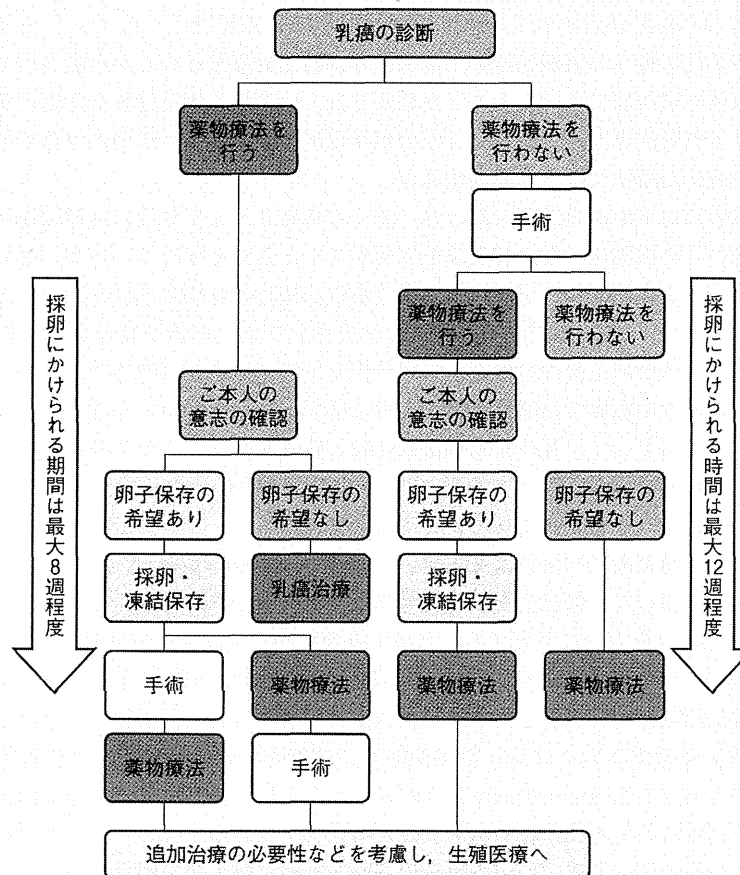 乳癌の診断
薬物療法を
行う
薬物療法を
行わない
手術
薬物療法を
行う
薬物療法を
行わない
採卵にかけられる期間は最大8週程度
採卵にかけられる時間は最大12週程度
ご本人の
意志の確認
ご本人の
意志の確認
卵子保存の
希望あり
卵子保存の
希望なし
卵子保存の
希望あり
卵子保存の
希望なし
採卵・
凍結保存
乳癌治療
採卵・
凍結保存
手術
薬物療法
薬物療法
薬物療法
薬物療法
手術
追加治療の必要性などを考慮し，生殖医療へ